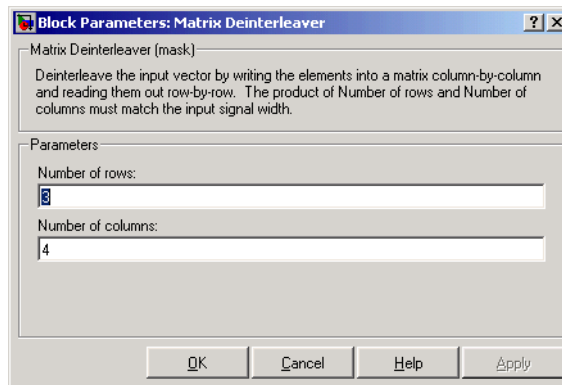 Block Parameters: Matrix Deinterleaver
Matrix Deinterleaver (mask)
Deinterleave the input vector by writing the elements into a matrix column-by-column
and reading them out row-by-row. The product of Number of rows and Number of
columns must match the input signal width.
Parameters
Number of rows:
3
Number of columns:
4
OK Cancel Help Apply